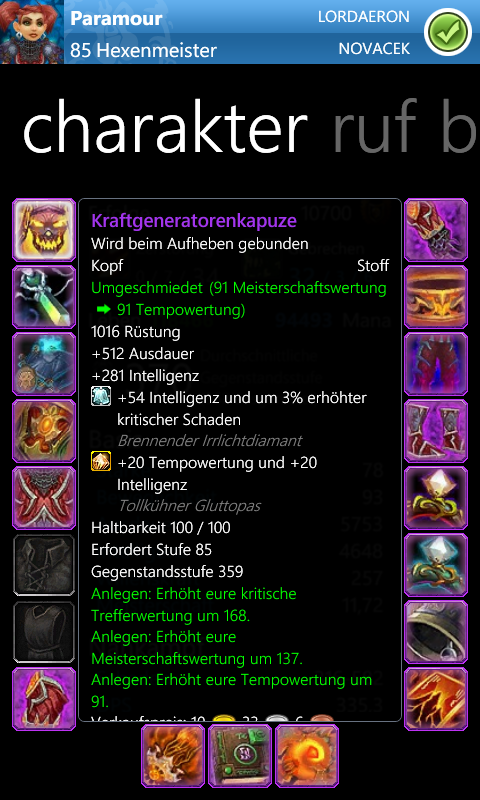 Paramour
LORDAERON
85 Hexenmeister
NOVACEK
charakter ruf b
Kraftgeneratorenkapuze
Wird beim Aufheben gebunden
Kopf Stoff
Umgeschmiedet (91 Meisterschaftswertung
91 Tempowertung)
1016 Rüstung
+512 Ausdauer
+281 Intelligenz
+54 Intelligenz und um 3% erhöhter
kritischer Schaden
Brennender Irrlichtdiamant
+20 Tempowertung und +20
Intelligenz
Tollkühner Gluttopas
Haltbarkeit 100 / 100
Erfordert Stufe 85
Gegenstandsstufe 359
Anlegen: Erhöht eure kritische
Trefferwertung um 168.
Anlegen: Erhöht eure
Meisterschaftswertung um 137.
Anlegen: Erhöht eure Tempowertung um
91.